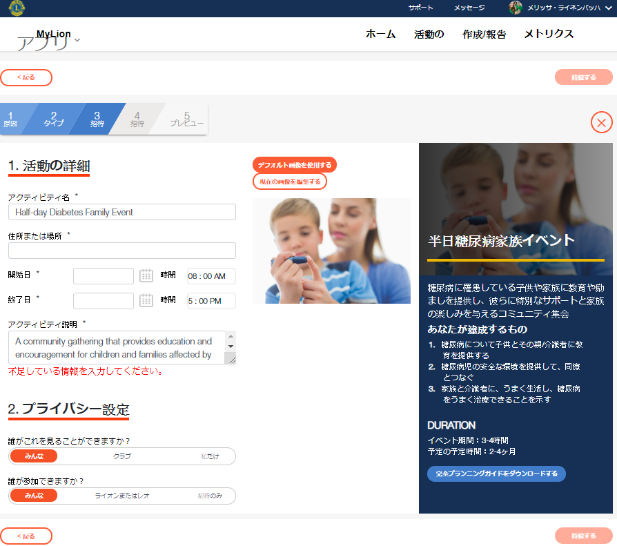 サポート メッセージ メリッサ・ライネンバッハ
MyLion
アプリ
ホーム 活動の 作成/報告 メトリクス
< 戻る
1 2 3 4 5
タイプ 指待 指待 プレビュー
1. 活動の詳細
アクティビティ名 *
Half-day Diabetes Family Event
住所または場所 *
開始日 * 時間 08 : 00 AM
終了日 * 時間 5 : 00 PM
アクティビティ説明 *
A community gathering that provides education and
encouragement for children and families affected by
不足している情報を入力してください。
デフォルト画像を使用する
現在の画像を編集する
2. プライバシー設定
誰がこれを見ることができますか？
みんな クラブ 私だけ
誰が参加できますか？
みんな ライオンまたはレオ 招待のみ
半日糖尿病家族イベント
糖尿病に罹患している子供や家族に教育や励
ましを提供し、彼らに特別なサポートと家族
の楽しみを与えるコミュニティ集会
あなたが達成するもの
1. 糖尿病について子供とその親/介護者に教
育を提供する
2. 糖尿病児の安全な環境を提供して、同僚
とつなぐ
3. 家族と介護者に、うまく生活し、糖尿病
をうまく治療できることを示す
DURATION
イベント期間：3-4時間
予定の予定時間：2-4ヶ月
完全プランニングガイドをダウンロードする
< 戻る